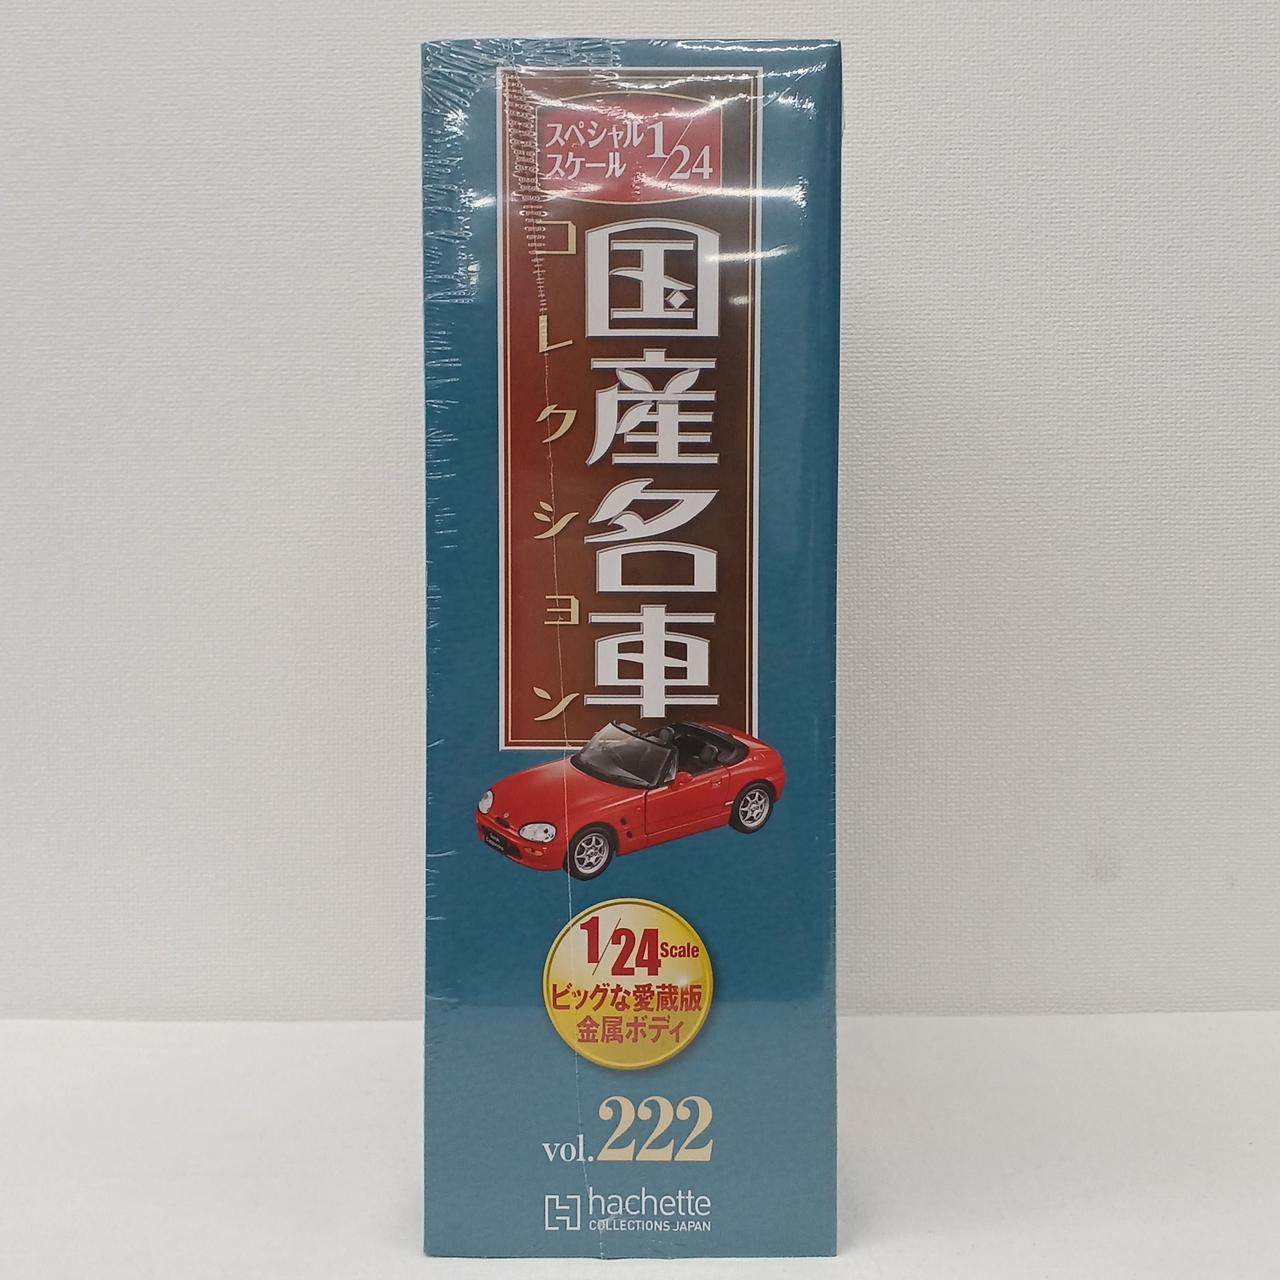 スペシャル
スケール 1/24
国産名車
コレクション
1/24 Scale
ビッグな愛蔵版
金属ボディ
vol.222
hachette
COLLECTIONS JAPAN